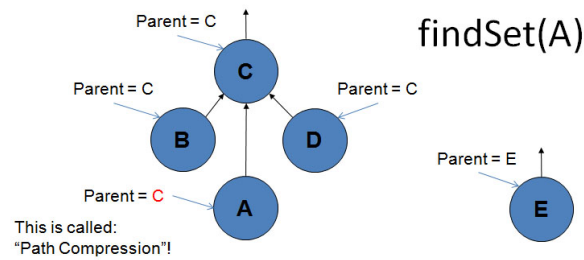 Parent = C
findSet(A)
C
Parent = C
Parent = C
B
D
Parent = E
Parent = C
A
E
This is called:
“Path Compression”!